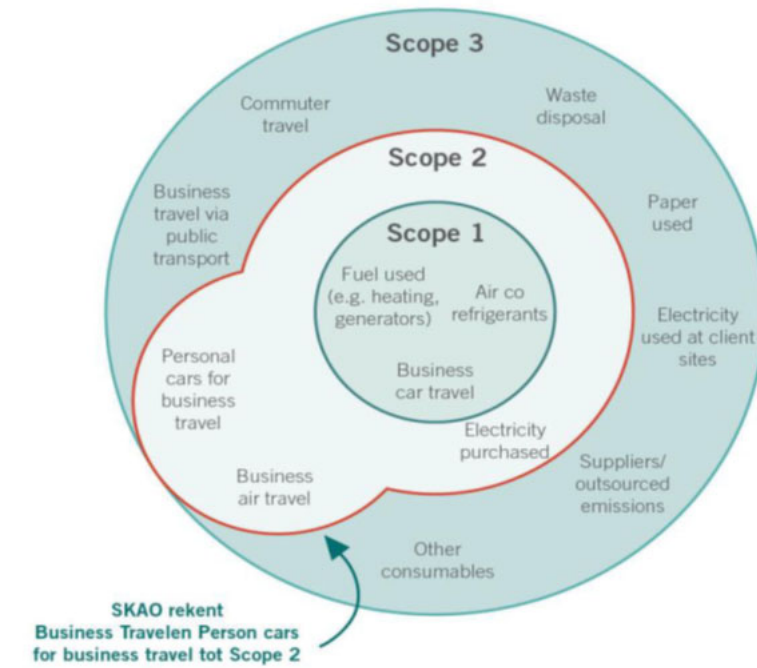 Scope 3
Commuter
travel
Waste
disposal
Scope 2
Business
travel via
public
transport
Paper
used
Scope 1
Fuel used
(e.g. heating,
generators)
Air co
refrigerants
Electricity
used at client
sites
Personal
cars for
business
travel
Business
car travel
Electricity
purchased
Suppliers/
outsourced
emissions
Business
air travel
Other
consumables
SKAO rekent
Business Travelen Person cars
for business travel tot Scope 2